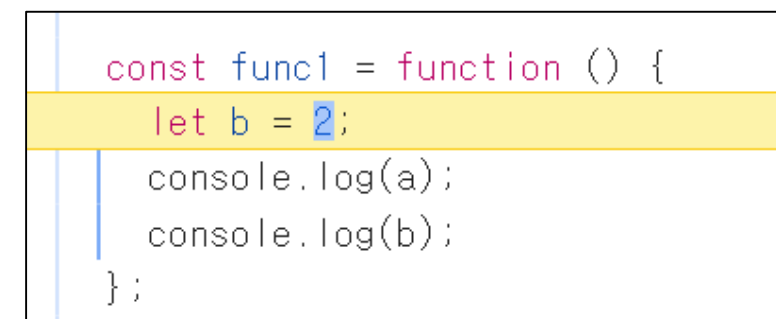 const func1 = function () {
let b = 2;
console.log(a);
console.log(b);
};